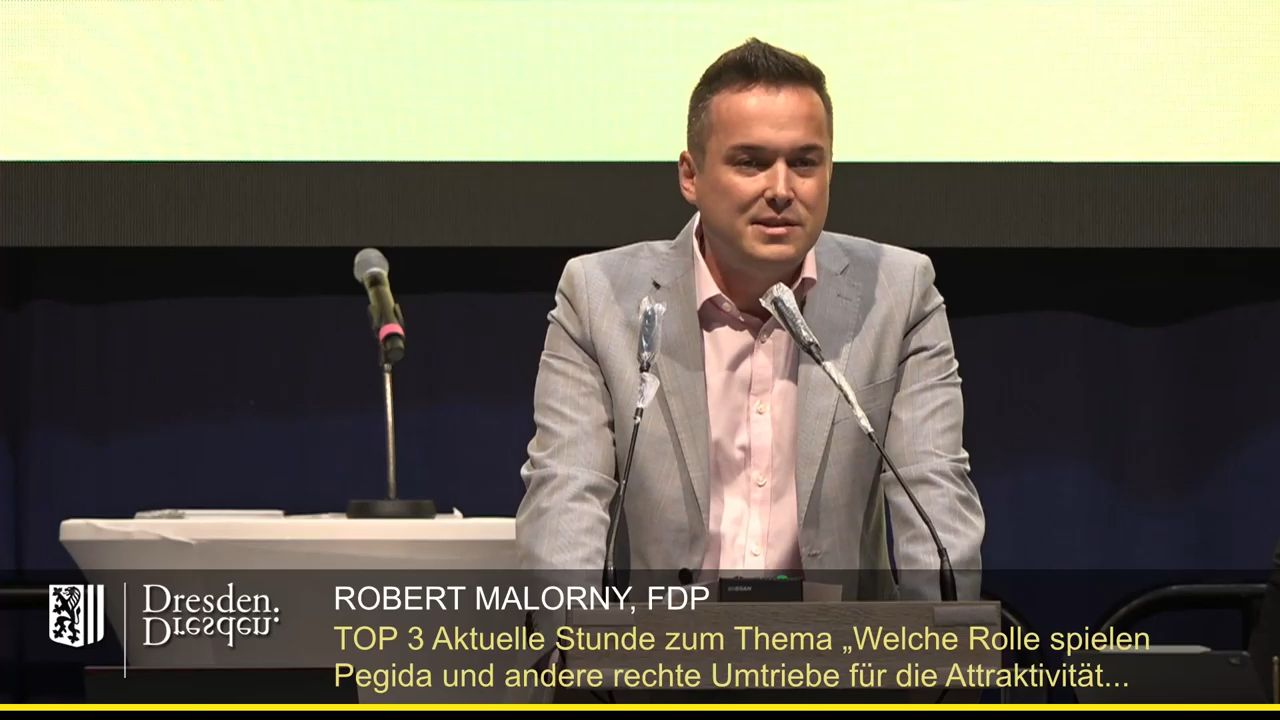 Dresden.
Dresden.
ROBERT MALORNY, FDP
TOP 3 Aktuelle Stunde zum Thema „Welche Rolle spielen
Pegida und andere rechte Umtriebe für die Attraktivität...